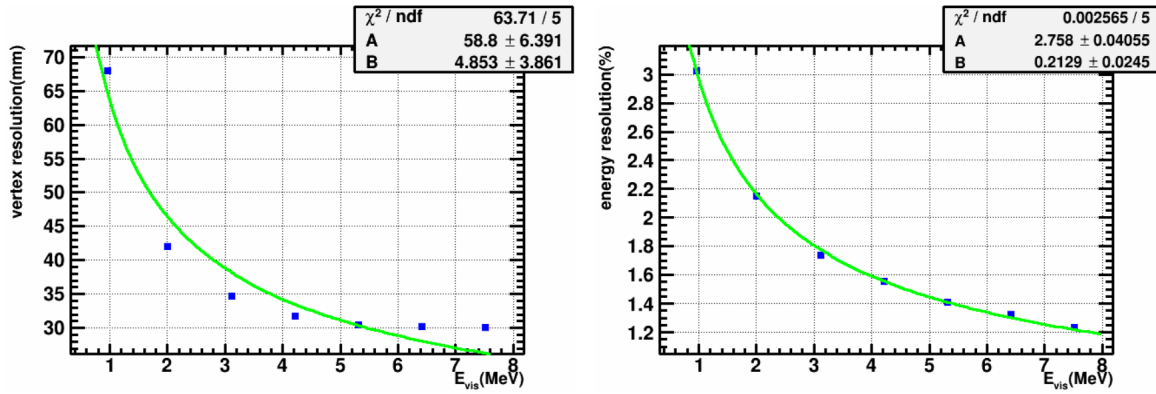 χ² / ndf 63.71 / 5
A 58.8 ± 6.391
B 4.853 ± 3.861
vertex resolution(mm)
70
65
60
55
50
45
40
35
30
1 2 3 4 5 6 7 8
E_vis(MeV)
χ² / ndf 0.002565 / 5
A 2.758 ± 0.04055
B 0.2129 ± 0.0245
energy resolution(%)
3
2.8
2.6
2.4
2.2
2
1.8
1.6
1.4
1.2
1 2 3 4 5 6 7 8
E_vis(MeV)